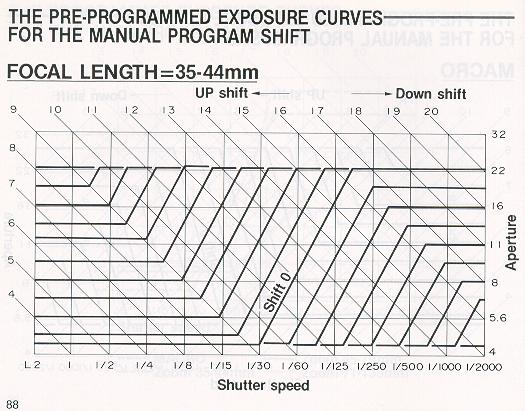 THE PRE-PROGRAMMED EXPOSURE CURVES
FOR THE MANUAL PROGRAM SHIFT
FOCAL LENGTH=35-44mm
UP shift Down shift
9 10 11 12 13 14 15 16 17 18 19 20
8
7
6
5
4
32
22
16
11
8
5.6
4
Aperture
Shift 0
L 2 1 1/2 1/4 1/8 1/15 1/30 1/60 1/125 1/250 1/500 1/1000 1/2000
Shutter speed
88